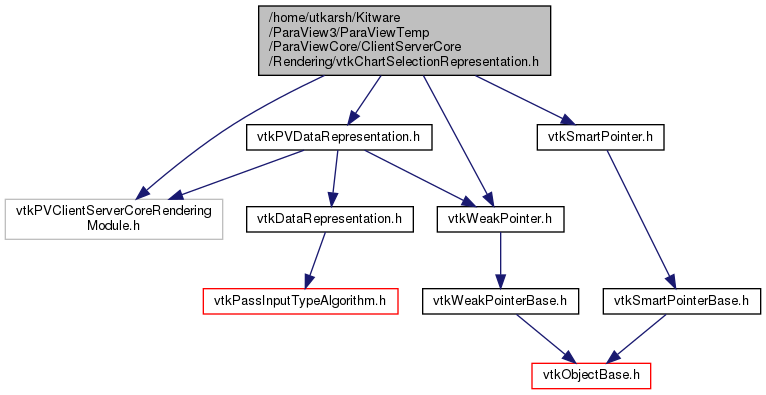 /home/utkarsh/Kitware
/ParaView3/ParaViewTemp
/ParaViewCore/ClientServerCore
/Rendering/vtkChartSelectionRepresentation.h
vtkPVDataRepresentation.h
vtkSmartPointer.h
vtkPVClientServerCoreRendering
Module.h
vtkDataRepresentation.h
vtkWeakPointer.h
vtkPassInputTypeAlgorithm.h
vtkWeakPointerBase.h
vtkSmartPointerBase.h
vtkObjectBase.h